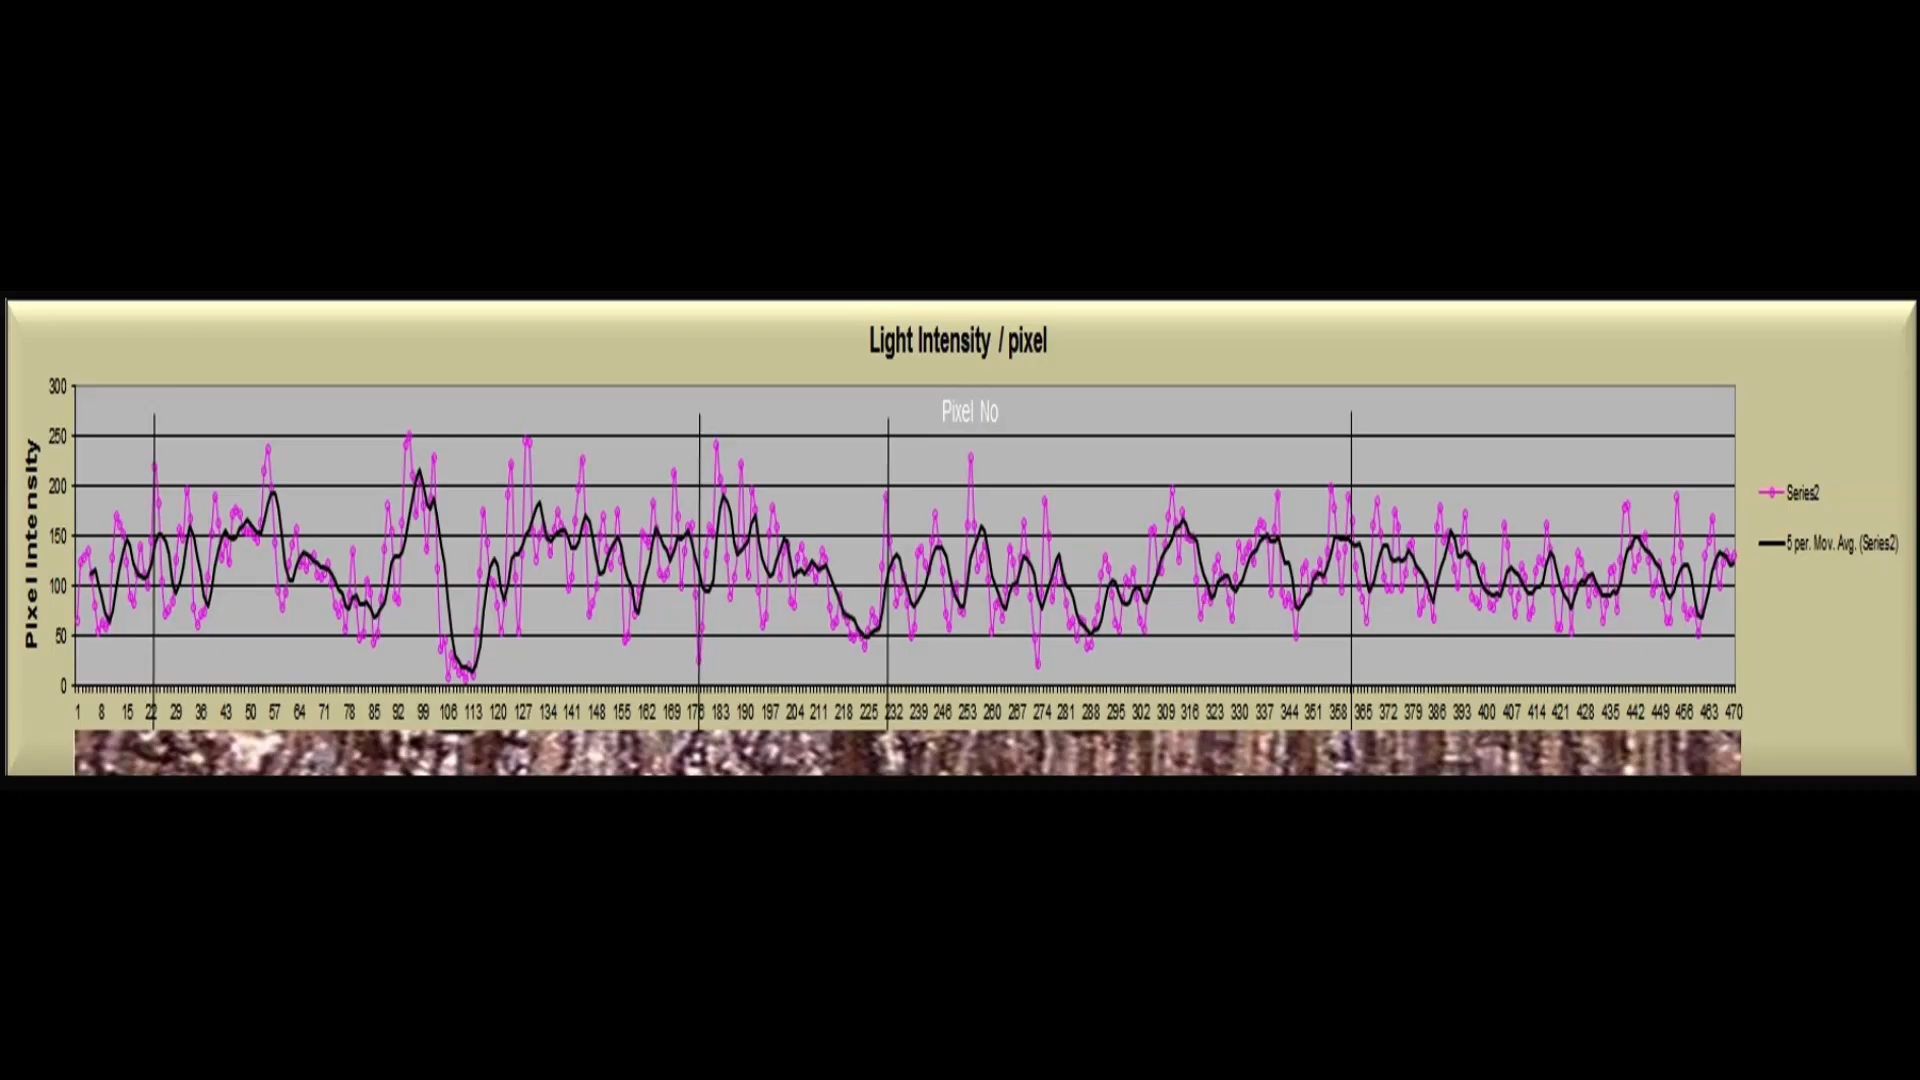 Light Intensity / pixel
300
Pixel No
250
200
150
100
50
0
Pixel Intensity
Series2
5 per. Mov. Avg. (Series2)
1 8 15 22 29 36 43 50 57 64 71 78 85 92 99 106 113 120 127 134 141 148 155 162 169 176 183 190 197 204 211 218 225 232 239 246 253 260 267 274 281 288 295 302 309 316 323 330 337 344 351 358 365 372 379 386 393 400 407 414 421 428 435 442 449 456 463 470